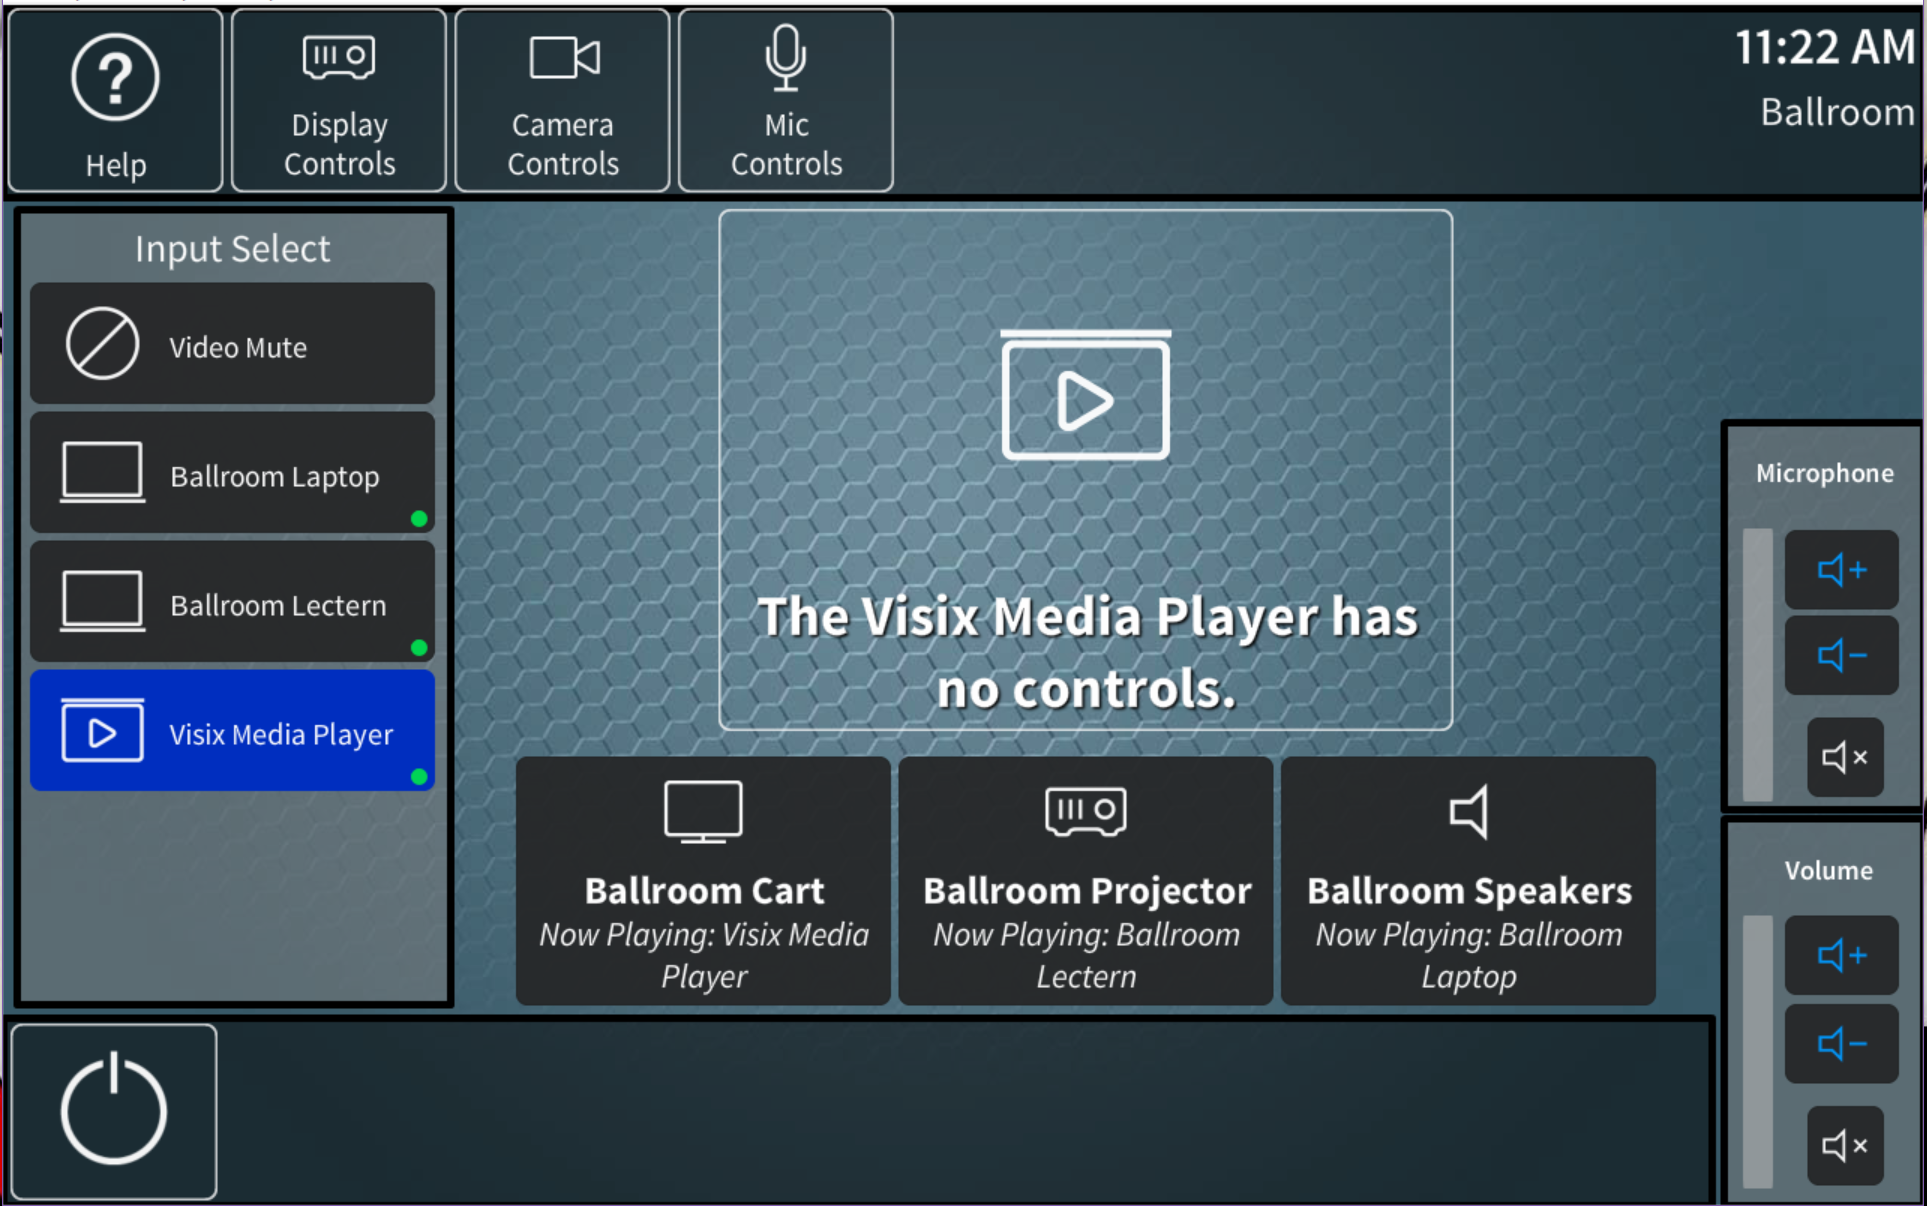 Help
Display
Controls
Camera
Controls
Mic
Controls
11:22 AM
Ballroom
Input Select
Video Mute
Ballroom Laptop
Ballroom Lectern
Visix Media Player
The Visix Media Player has
no controls.
Ballroom Cart
Now Playing: Visix Media
Player
Ballroom Projector
Now Playing: Ballroom
Lectern
Ballroom Speakers
Now Playing: Ballroom
Laptop
Microphone
Volume